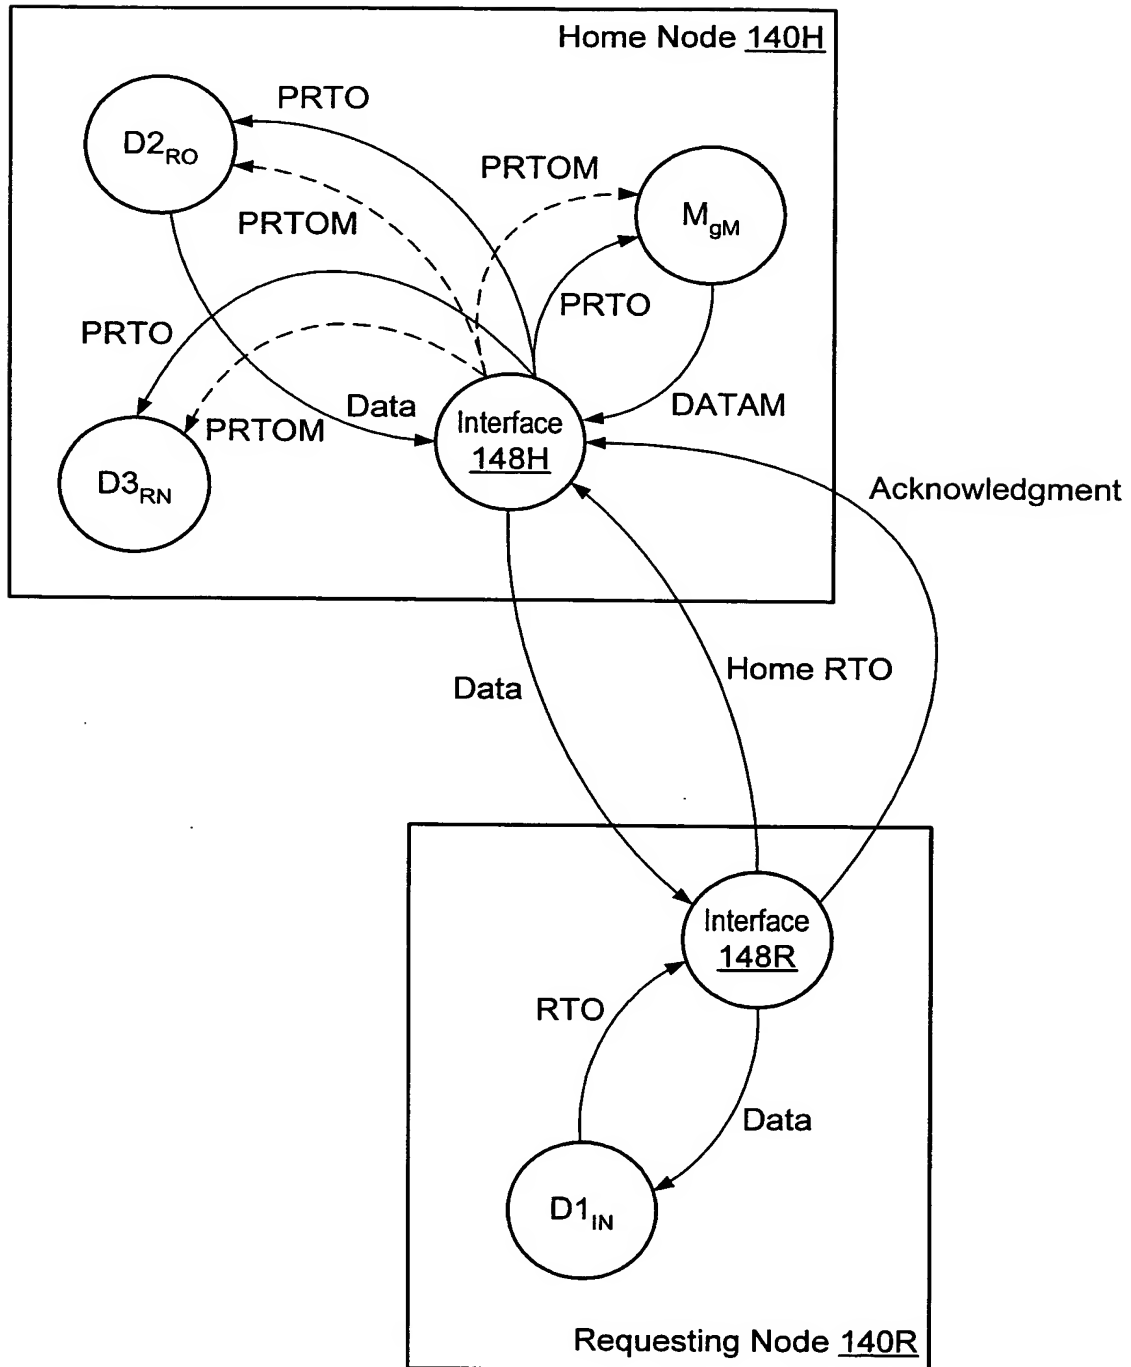 Home Node 140H
PRTO
D2RO
PRTOM
PRTOM
MgM
PRTO
PRTO
Data
DATAM
PRTOM
Interface
148H
D3RN
Acknowledgment
Data
Home RTO
Interface
148R
RTO
Data
D1IN
Requesting Node 140R